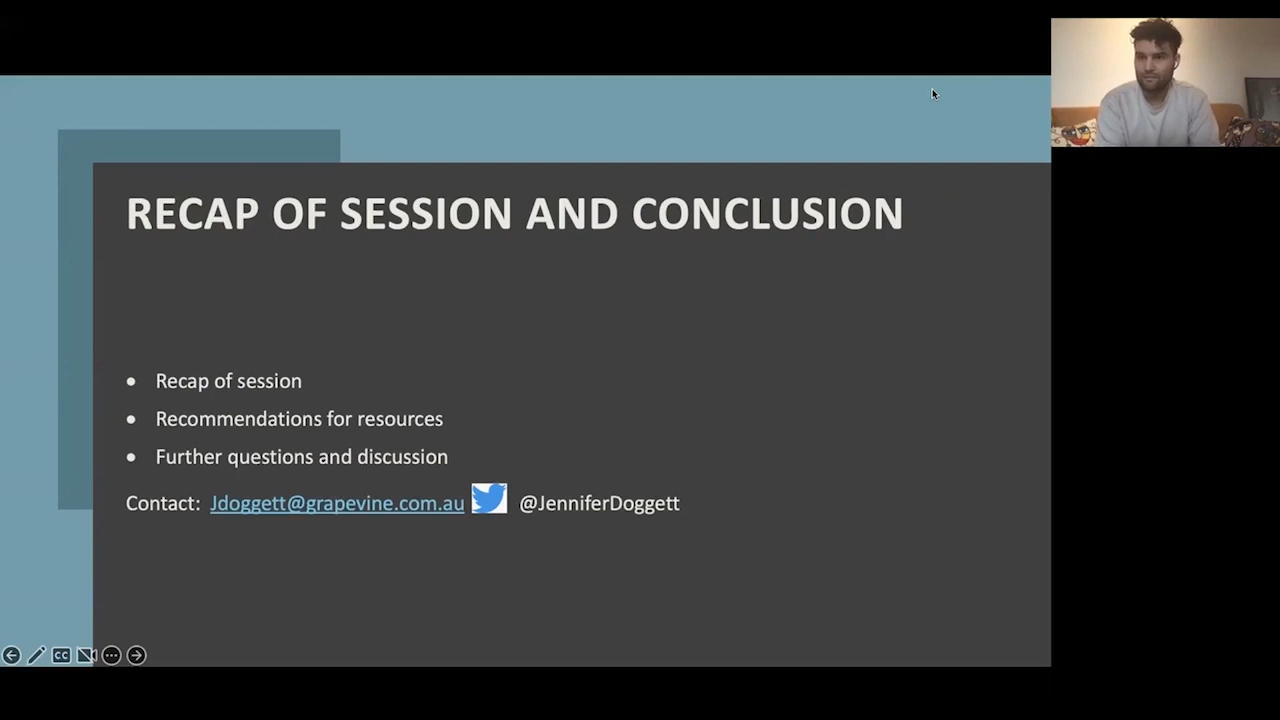 RECAP OF SESSION AND CONCLUSION
Recap of session
Recommendations for resources
Further questions and discussion
Contact: Jdoggett@grapevine.com.au @JenniferDoggett
CC